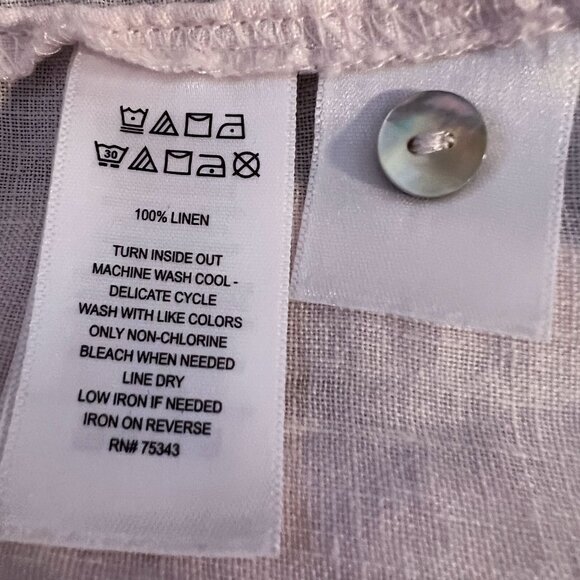 30
100% LINEN
TURN INSIDE OUT
MACHINE WASH COOL -
DELICATE CYCLE
WASH WITH LIKE COLORS
ONLY NON-CHLORINE
BLEACH WHEN NEEDED
LINE DRY
LOW IRON IF NEEDED
IRON ON REVERSE
RN# 75343